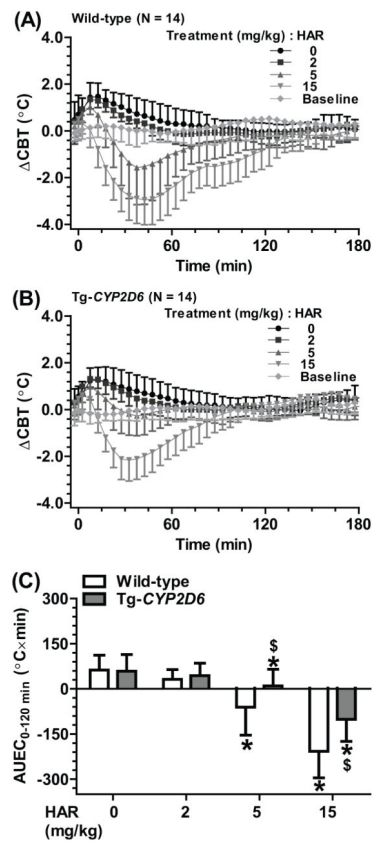 (A)
Wild-type (N = 14)
Treatment (mg/kg) : HAR
0
2
5
15
Baseline
4.0
2.0
0.0
-2.0
-4.0
ΔCBT (°C)
0 60 120 180
Time (min)
(B)
Tg-CYP2D6 (N = 14)
Treatment (mg/kg) : HAR
0
2
5
15
Baseline
4.0
2.0
0.0
-2.0
-4.0
ΔCBT (°C)
0 60 120 180
Time (min)
(C)
Wild-type
Tg-CYP2D6
300
150
0
-150
-300
AUEC0-120 min (°C×min)
$
*
*
*
*
$
HAR 0 2 5 15
(mg/kg)